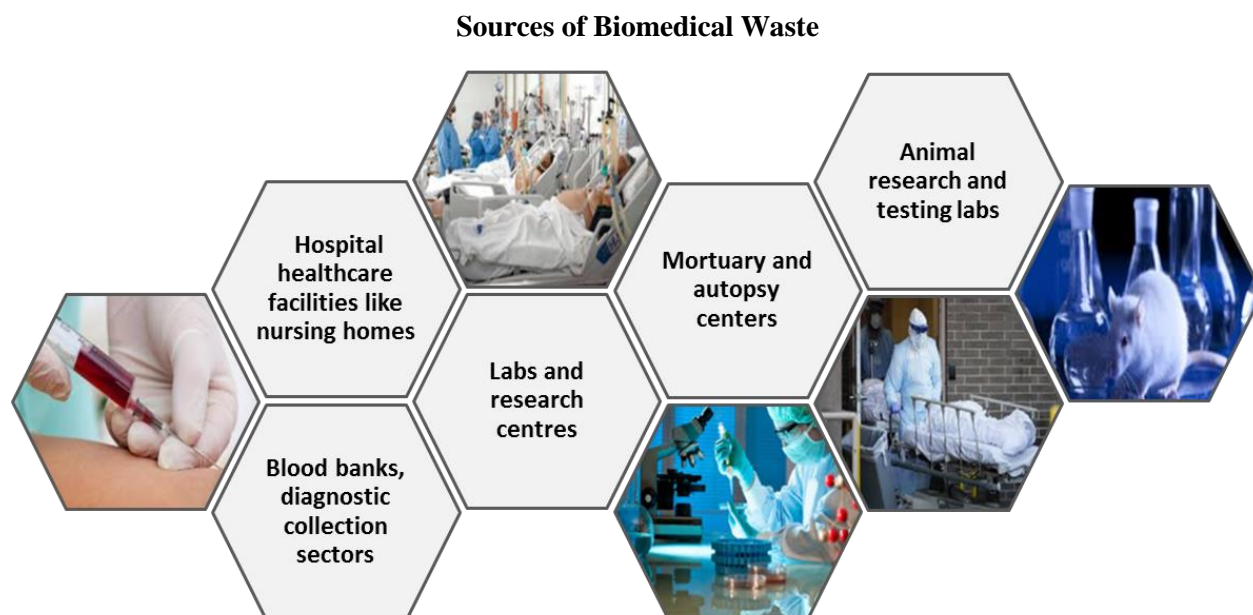 Sources of Biomedical Waste
Hospital
healthcare
facilities like
nursing homes
Blood banks,
diagnostic
collection
sectors
Labs and
research
centres
Mortuary and
autopsy
centers
Animal
research and
testing labs